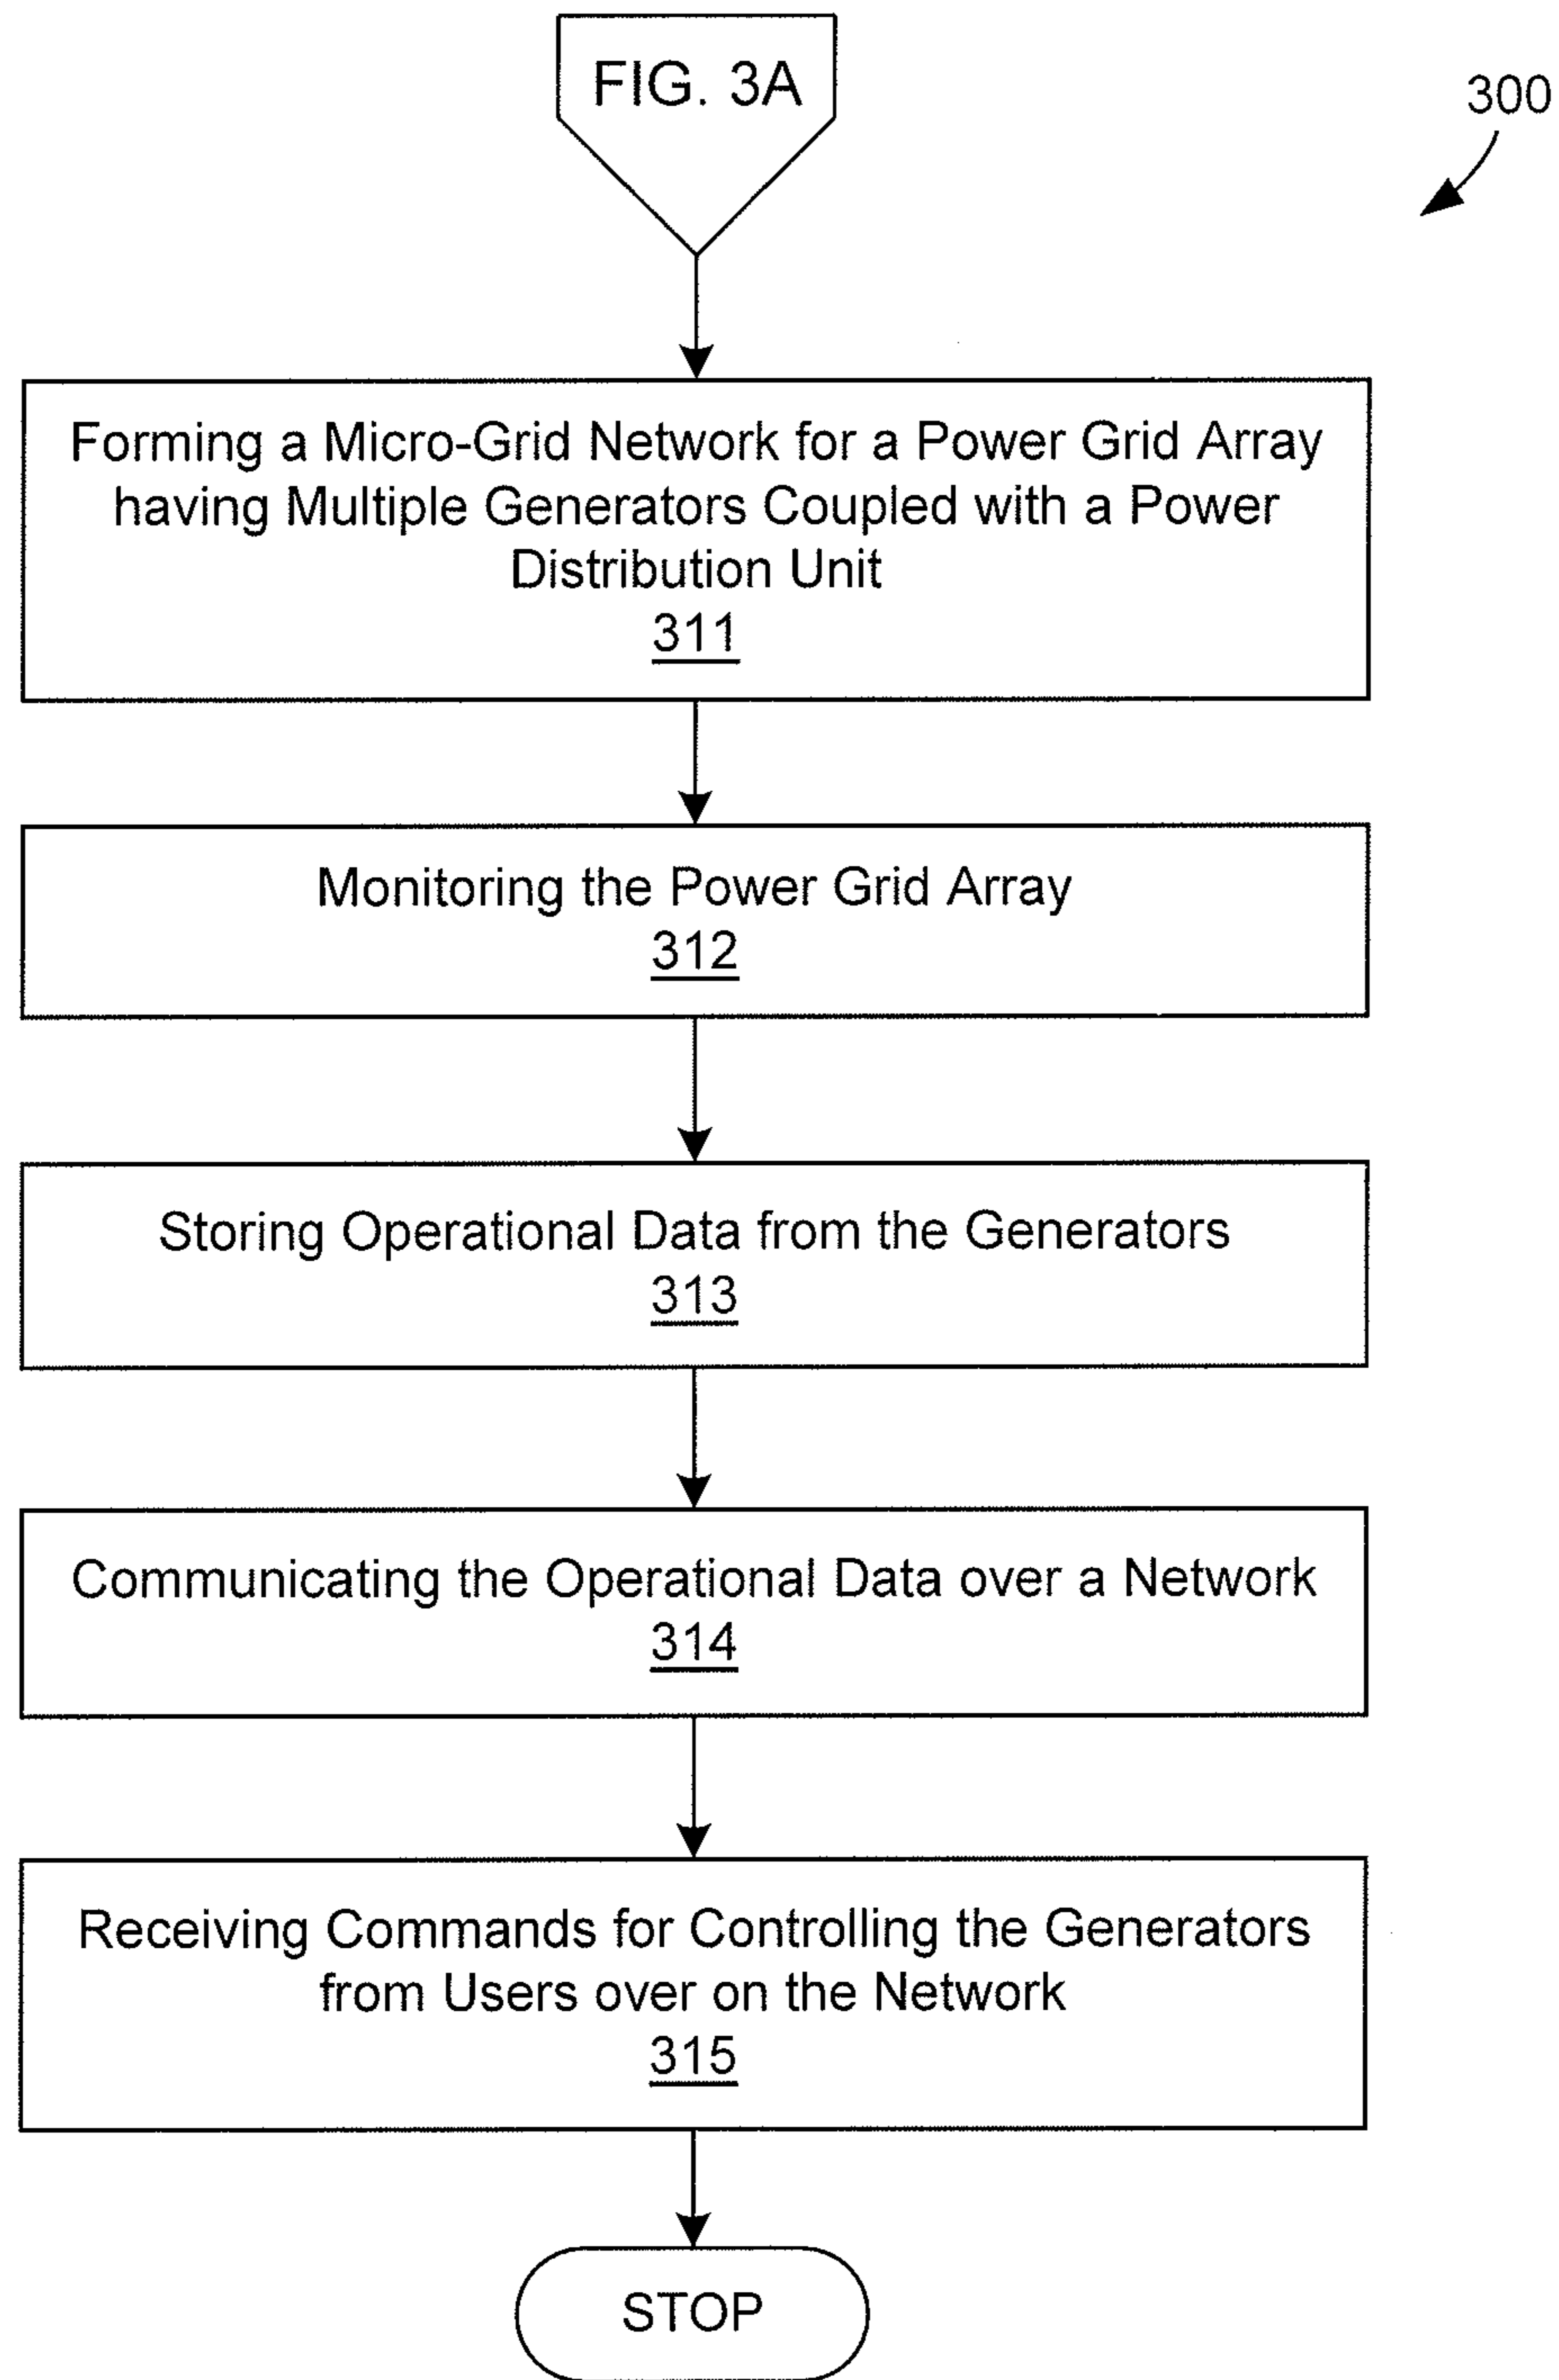 FIG. 3A
300
Forming a Micro-Grid Network for a Power Grid Array
having Multiple Generators Coupled with a Power
Distribution Unit
311
Monitoring the Power Grid Array
312
Storing Operational Data from the Generators
313
Communicating the Operational Data over a Network
314
Receiving Commands for Controlling the Generators
from Users over on the Network
315
STOP